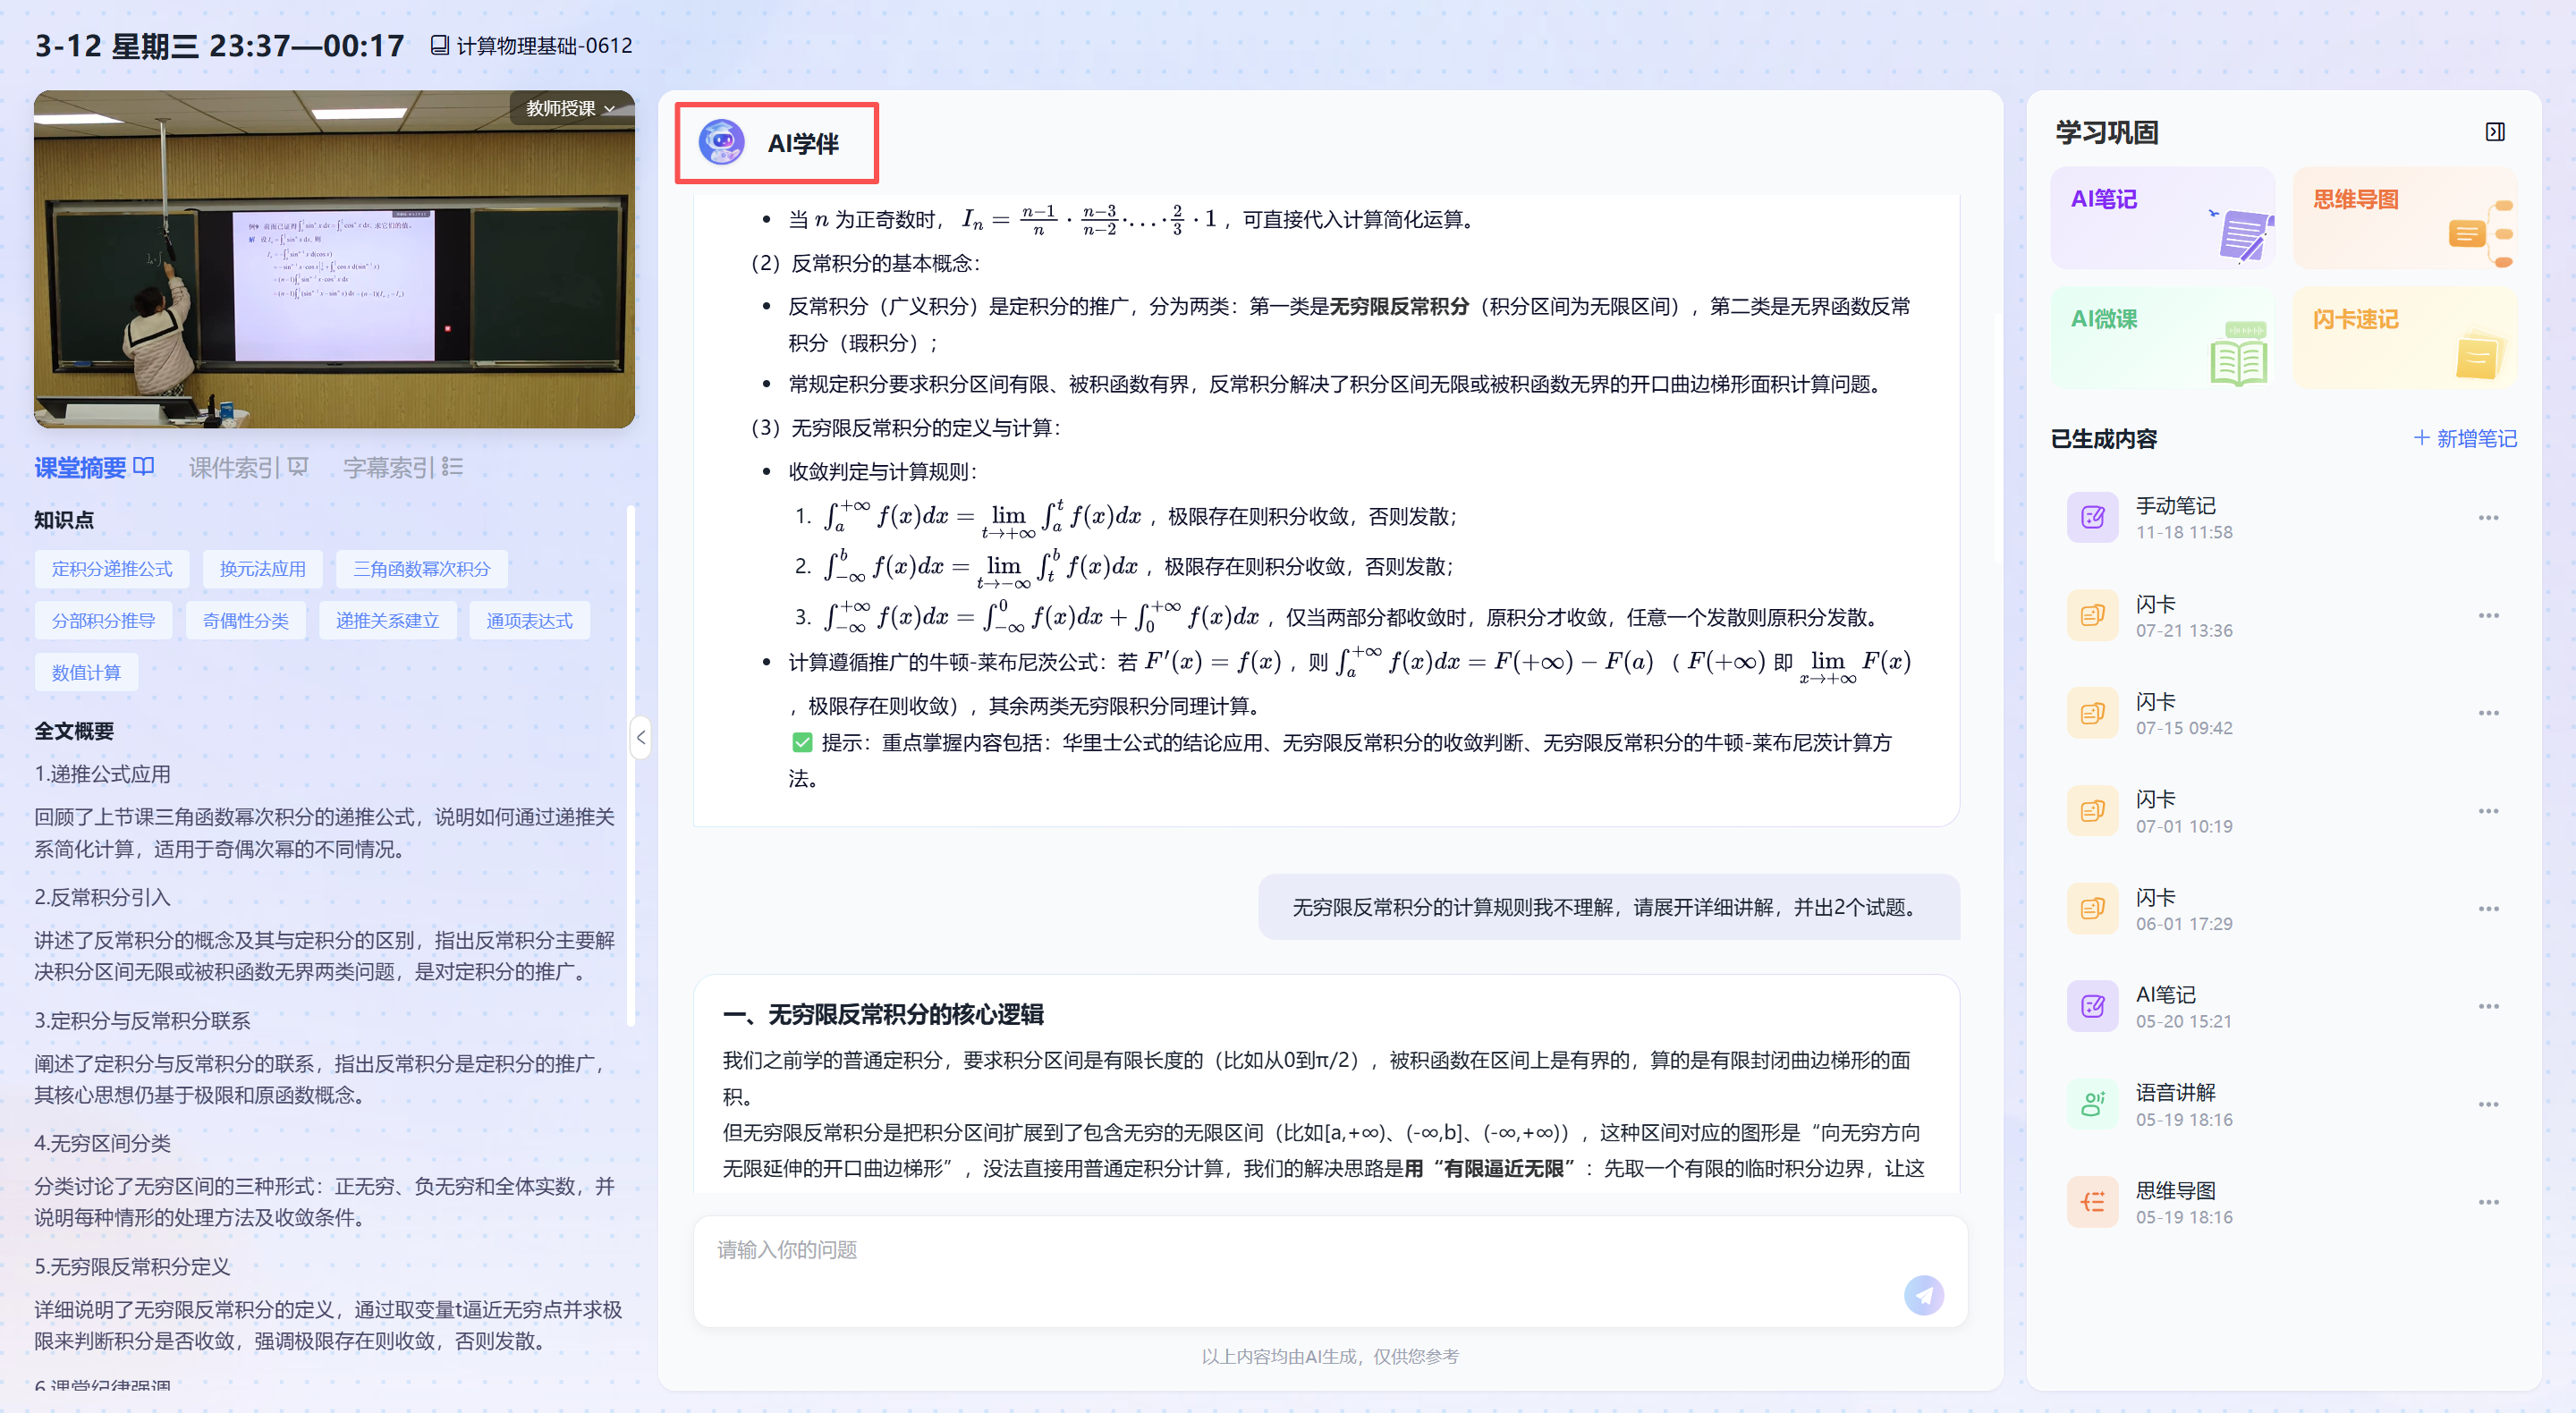 3-12 星期三 23:37—00:17 计算物理基础-0612
教师授课
课堂摘要 课件索引 字幕索引
知识点
定积分递推公式 换元法应用 三角函数幂次积分
分部积分推导 奇偶性分类 递推关系建立 通项表达式
数值计算
全文概要
1.递推公式应用
回顾了上节课三角函数幂次积分的递推公式，说明如何通过递推关
系简化计算，适用于奇偶次幂的不同情况。
2.反常积分引入
讲述了反常积分的概念及其与定积分的区别，指出反常积分主要解
决积分区间无限或被积函数无界两类问题，是对定积分的推广。
3.定积分与反常积分联系
阐述了定积分与反常积分的联系，指出反常积分是定积分的推广，
其核心思想仍基于极限和原函数概念。
4.无穷区间分类
分类讨论了无穷区间的三种形式：正无穷、负无穷和全体实数，并
说明每种情形的处理方法及收敛条件。
5.无穷限反常积分定义
详细说明了无穷限反常积分的定义，通过取变量t逼近无穷点并求极
限来判断积分是否收敛，强调极限存在则收敛，否则发散。
6.课堂纪律强调
AI学伴
• 当 n 为正奇数时， I_n = \frac{n-1}{n} · \frac{n-3}{n-2} · … · \frac{2}{3} · 1 ，可直接代入计算简化运算。
（2）反常积分的基本概念：
• 反常积分（广义积分）是定积分的推广，分为两类：第一类是无穷限反常积分（积分区间为无限区间），第二类是无界函数反常
积分（瑕积分）；
• 常规定积分要求积分区间有限、被积函数有界，反常积分解决了积分区间无限或被积函数无界的开口曲边梯形面积计算问题。
（3）无穷限反常积分的定义与计算：
• 收敛判定与计算规则：
1. ∫_a^{+∞} f(x)dx = lim_{t→+∞} ∫_a^t f(x)dx ，极限存在则积分收敛，否则发散；
2. ∫_{-∞}^b f(x)dx = lim_{t→-∞} ∫_t^b f(x)dx ，极限存在则积分收敛，否则发散；
3. ∫_{-∞}^{+∞} f(x)dx = ∫_{-∞}^0 f(x)dx + ∫_0^{+∞} f(x)dx ，仅当两部分都收敛时，原积分才收敛，任意一个发散则原积分发散。
• 计算遵循推广的牛顿-莱布尼茨公式：若 F′(x) = f(x) ，则 ∫_a^{+∞} f(x)dx = F(+∞) − F(a) （ F(+∞) 即 lim_{x→+∞} F(x)
，极限存在则收敛），其余两类无穷限积分同理计算。
✅ 提示：重点掌握内容包括：华里士公式的结论应用、无穷限反常积分的收敛判断、无穷限反常积分的牛顿-莱布尼茨计算方
法。
无穷限反常积分的计算规则我不理解，请展开详细讲解，并出2个试题。
一、无穷限反常积分的核心逻辑
我们之前学的普通定积分，要求积分区间是有限长度的（比如从0到π/2），被积函数在区间上是有界的，算的是有限封闭曲边梯形的面
积。
但无穷限反常积分是把积分区间扩展到了包含无穷的无限区间（比如[a,+∞)、(-∞,b]、(-∞,+∞)），这种区间对应的图形是“向无穷方向
无限延伸的开口曲边梯形”，没法直接用普通定积分计算，我们的解决思路是用“有限逼近无限”：先取一个有限的临时积分边界，让这
请输入你的问题
以上内容均由AI生成，仅供您参考
学习巩固
AI笔记 思维导图
AI微课 闪卡速记
已生成内容 + 新增笔记
手动笔记
11-18 11:58
闪卡
07-21 13:36
闪卡
07-15 09:42
闪卡
07-01 10:19
闪卡
06-01 17:29
AI笔记
05-20 15:21
语音讲解
05-19 18:16
思维导图
05-19 18:16